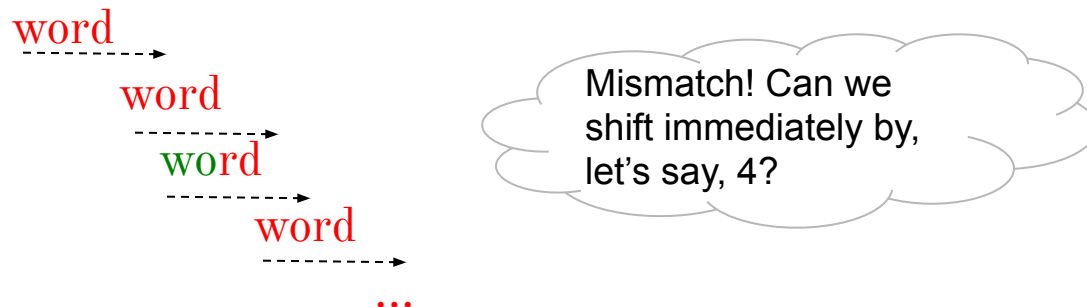 word
word
word
word
...
Mismatch! Can we
shift immediately by,
let's say, 4?